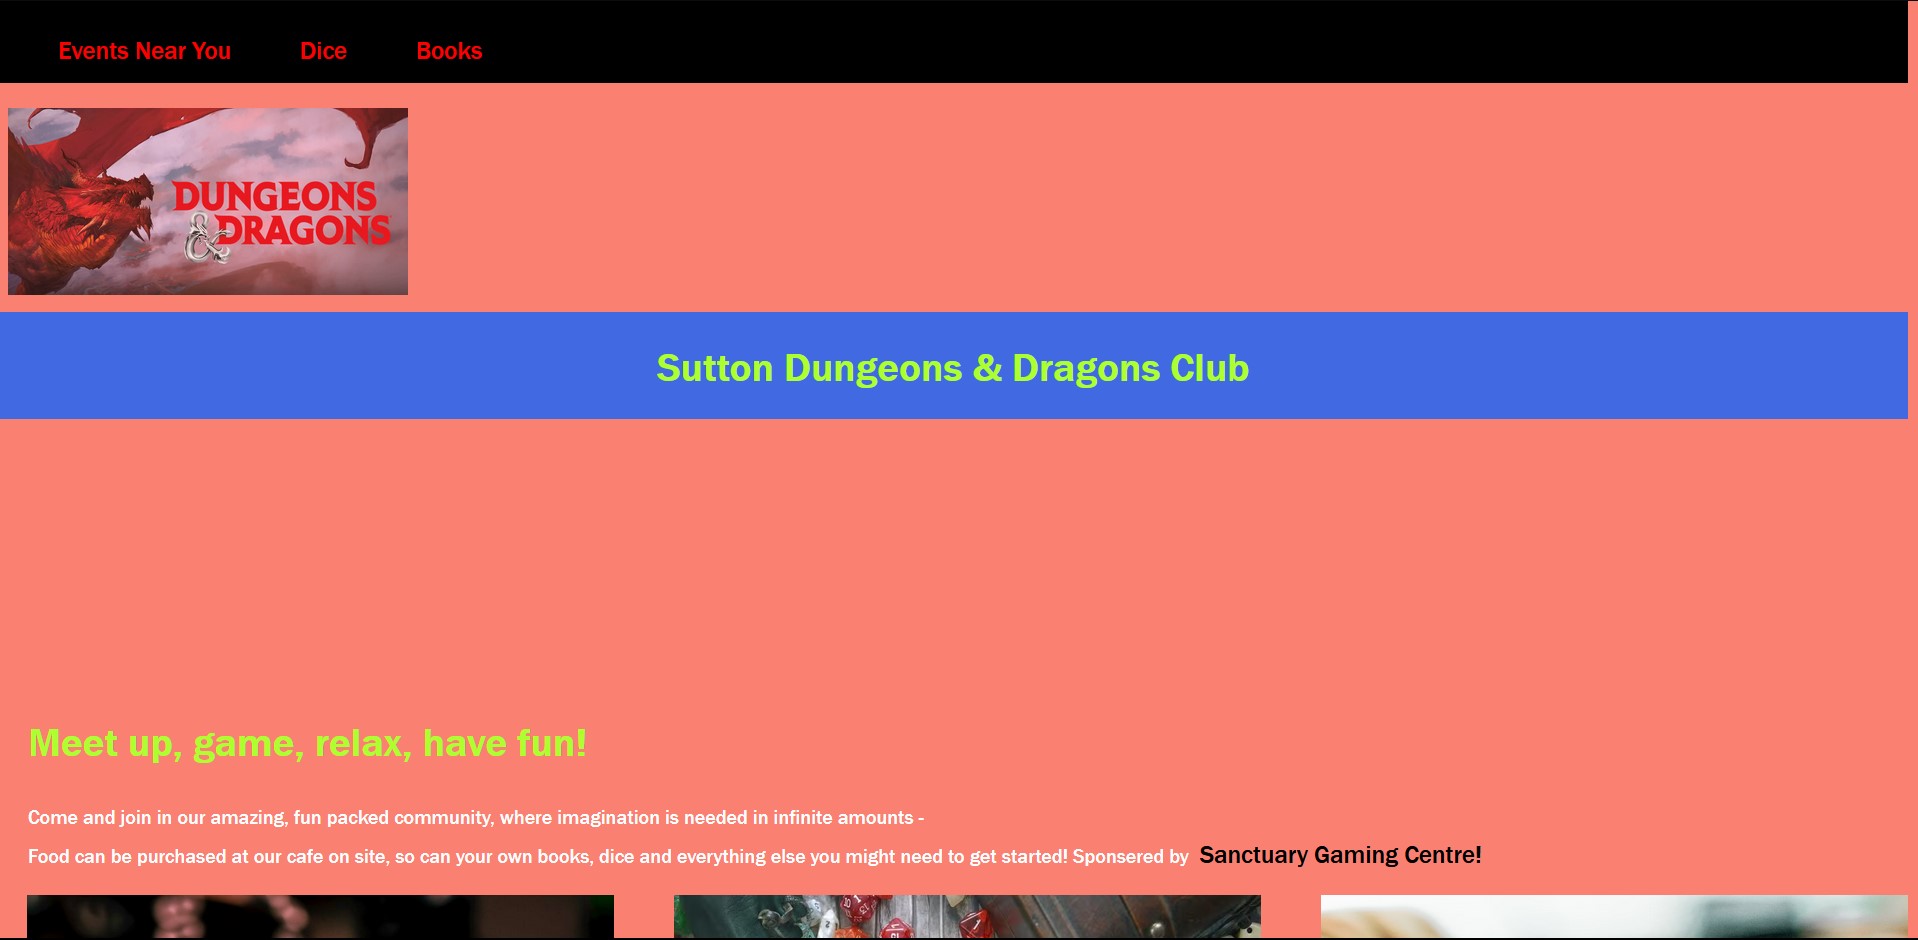 Events Near You Dice Books
DUNGEONS
& DRAGONS
Sutton Dungeons & Dragons Club
Meet up, game, relax, have fun!
Come and join in our amazing, fun packed community, where imagination is needed in infinite amounts -
Food can be purchased at our cafe on site, so can your own books, dice and everything else you might need to get started! Sponsered by Sanctuary Gaming Centre!